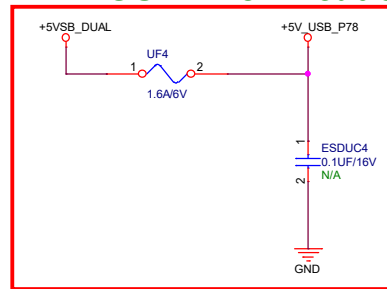 +5VSB_DUAL
+5V_USB_P78
UF4
1 2
1.6A/6V
1
ESDUC4
0.1UF/16V
N/A
2
GND